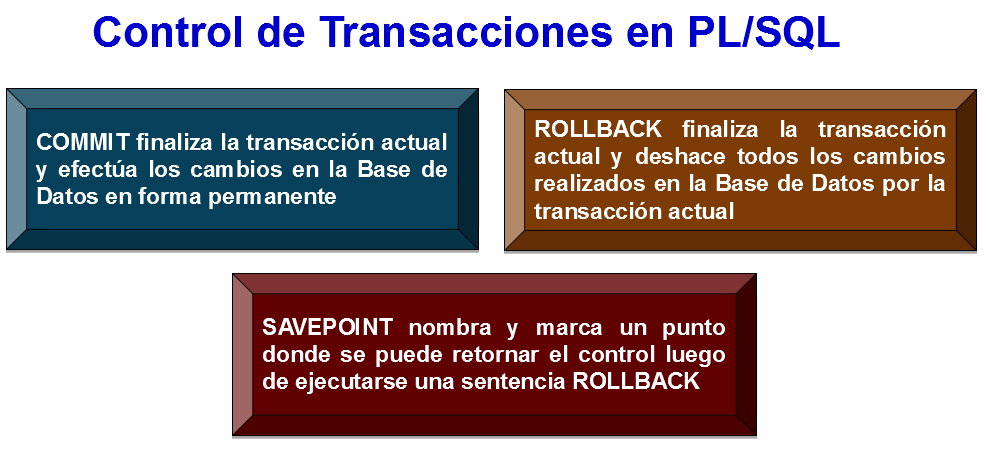 Control de Transacciones en PL/SQL
COMMIT finaliza la transacción actual
y efectúa los cambios en la Base de
Datos en forma permanente
ROLLBACK finaliza la transacción
actual y deshace todos los cambios
realizados en la Base de Datos por la
transacción actual
SAVEPOINT nombra y marca un punto
donde se puede retornar el control luego
de ejecutarse una sentencia ROLLBACK